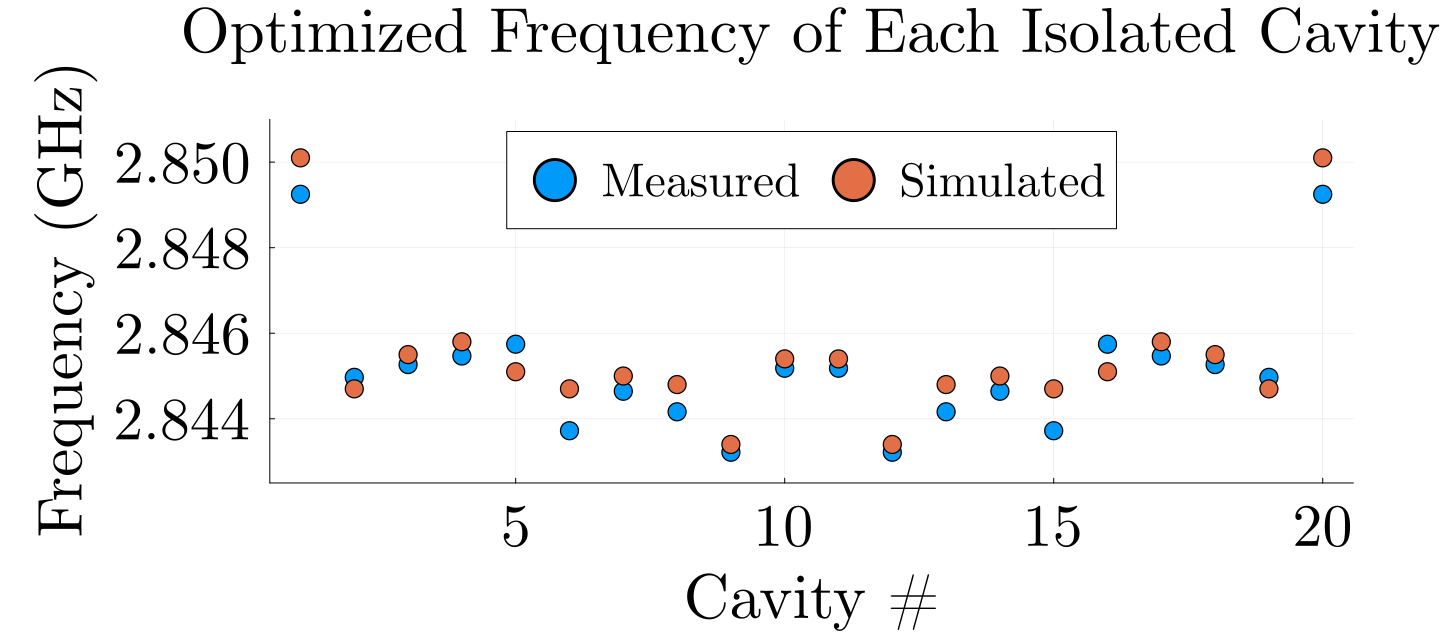 Optimized Frequency of Each Isolated Cavity
Frequency (GHz)
2.850
2.848
2.846
2.844
Measured
Simulated
5
10
15
20
Cavity #